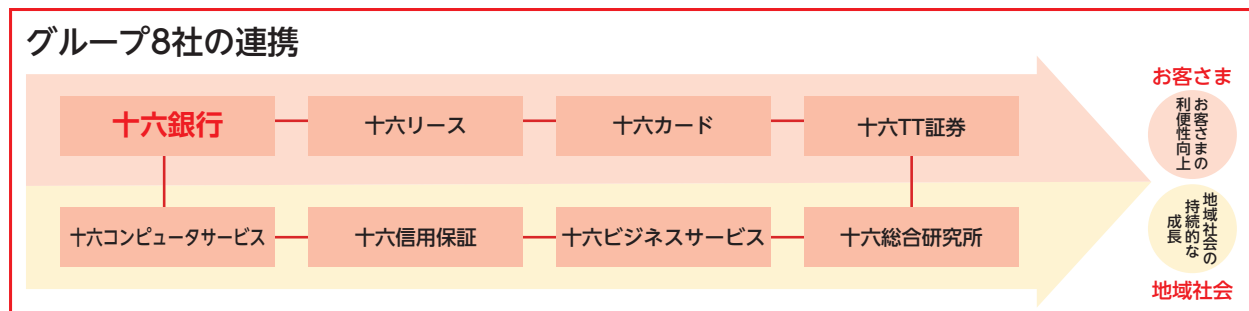 グループ8社の連携
十六銀行
十六リース
十六カード
十六TT証券
十六コンピュータサービス
十六信用保証
十六ビジネスサービス
十六総合研究所
お客さま
お客さまの
利便性向上
地域社会の
持続的な
成長
地域社会